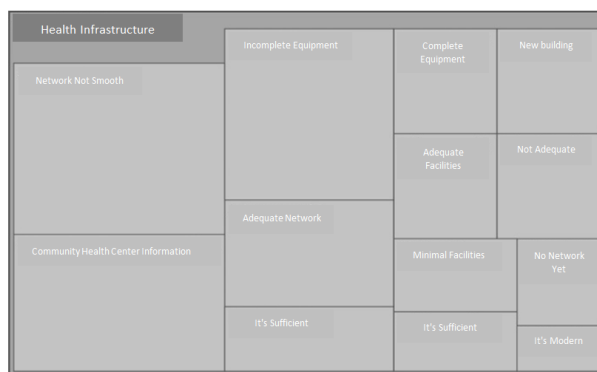 Health Infrastructure
Network Not Smooth
Community Health Center Information
Incomplete Equipment
Adequate Network
It's Sufficient
Complete
Equipment
New building
Adequate
Facilities
Not Adequate
Minimal Facilities
No Network
Yet
It's Sufficient
It's Modern